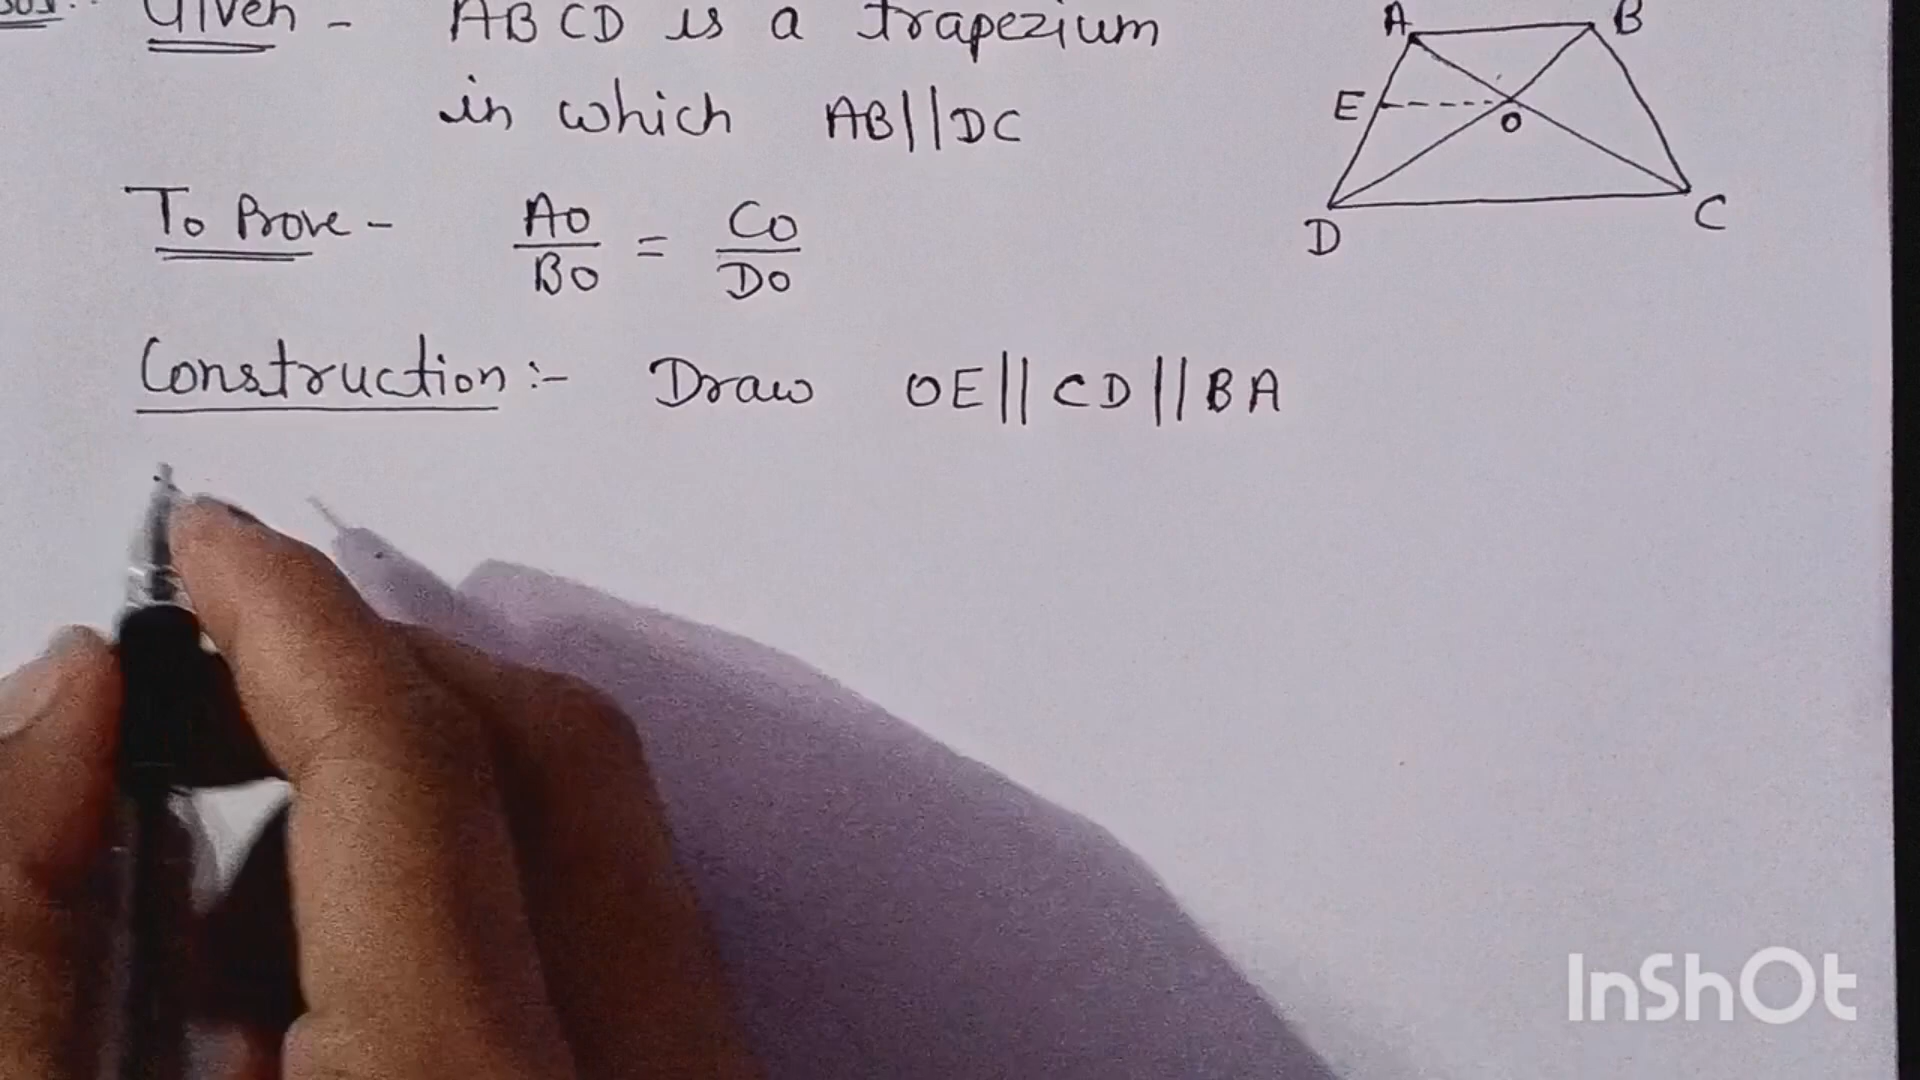 Given - ABCD is a trapezium
in which AB||DC
To Prove - AO/BO = CO/DO
Construction :- Draw OE||CD||BA
A B
E O
D C
InShOt